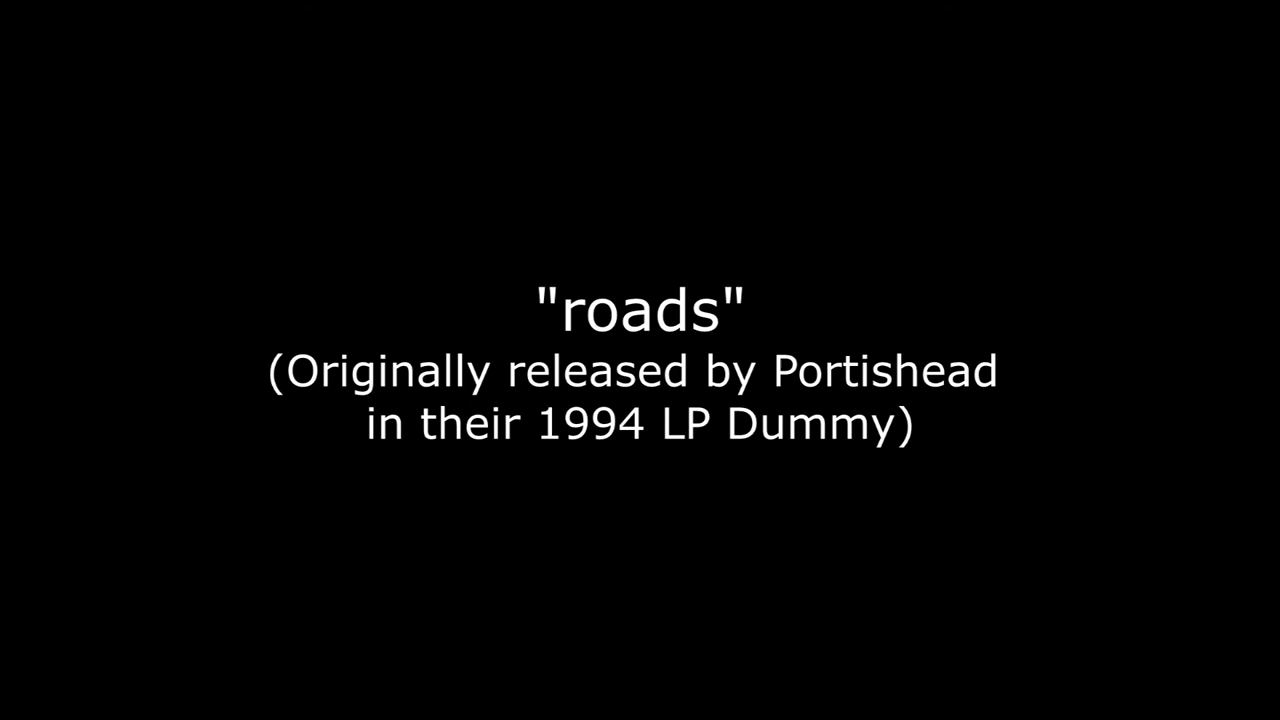 "roads"
(Originally released by Portishead
in their 1994 LP Dummy)